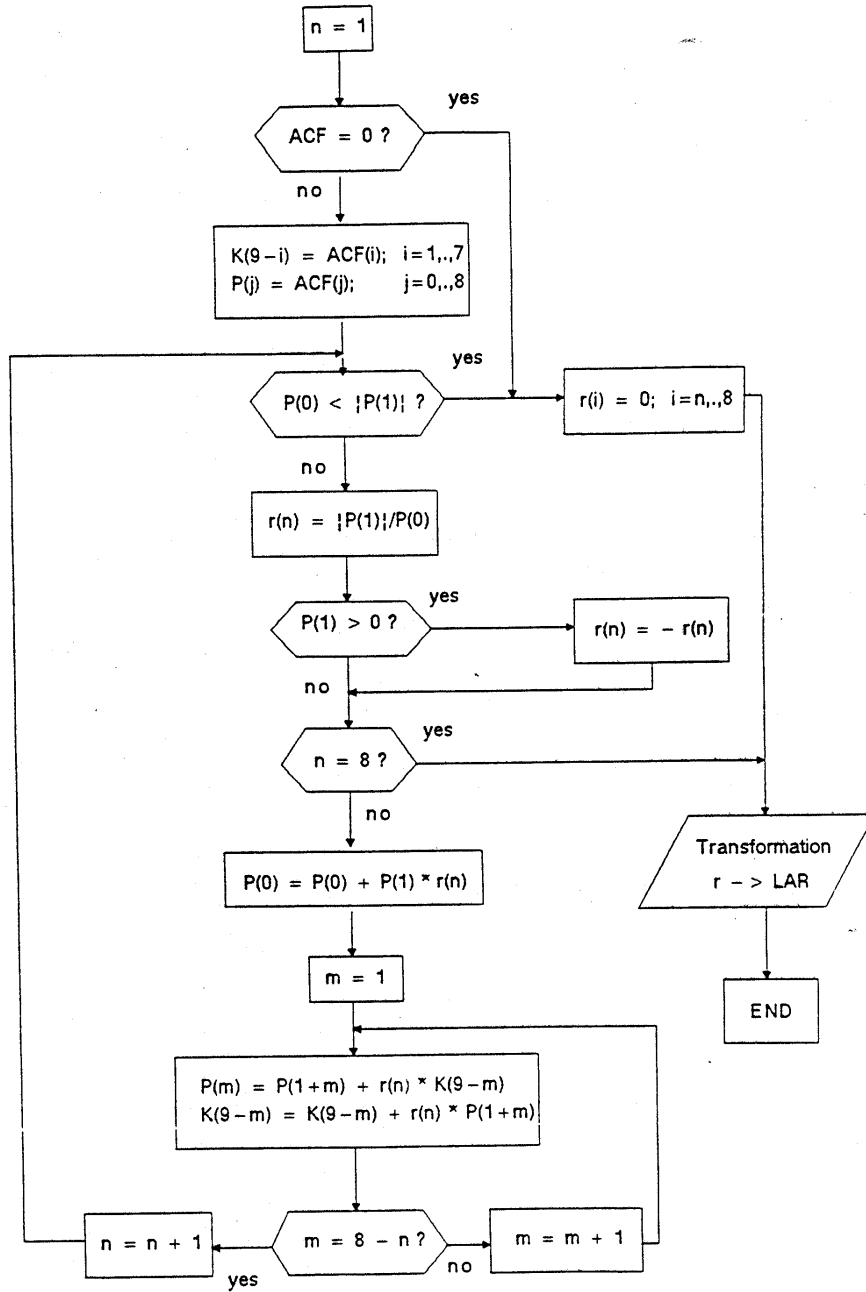 n = 1
yes
ACF = 0 ?
no
K(9-i) = ACF(i); i=1,.,7
P(j) = ACF(j); j=0,.,8
yes
P(0) < ¦P(1)¦ ?
r(i) = 0; i=n,.,8
no
r(n) = ¦P(1)¦/P(0)
yes
P(1) > 0 ?
r(n) = - r(n)
no
yes
n = 8 ?
no
Transformation
r -> LAR
P(0) = P(0) + P(1) * r(n)
m = 1
END
P(m) = P(1+m) + r(n) * K(9-m)
K(9-m) = K(9-m) + r(n) * P(1+m)
n = n + 1
m = 8 - n ?
m = m + 1
yes
no